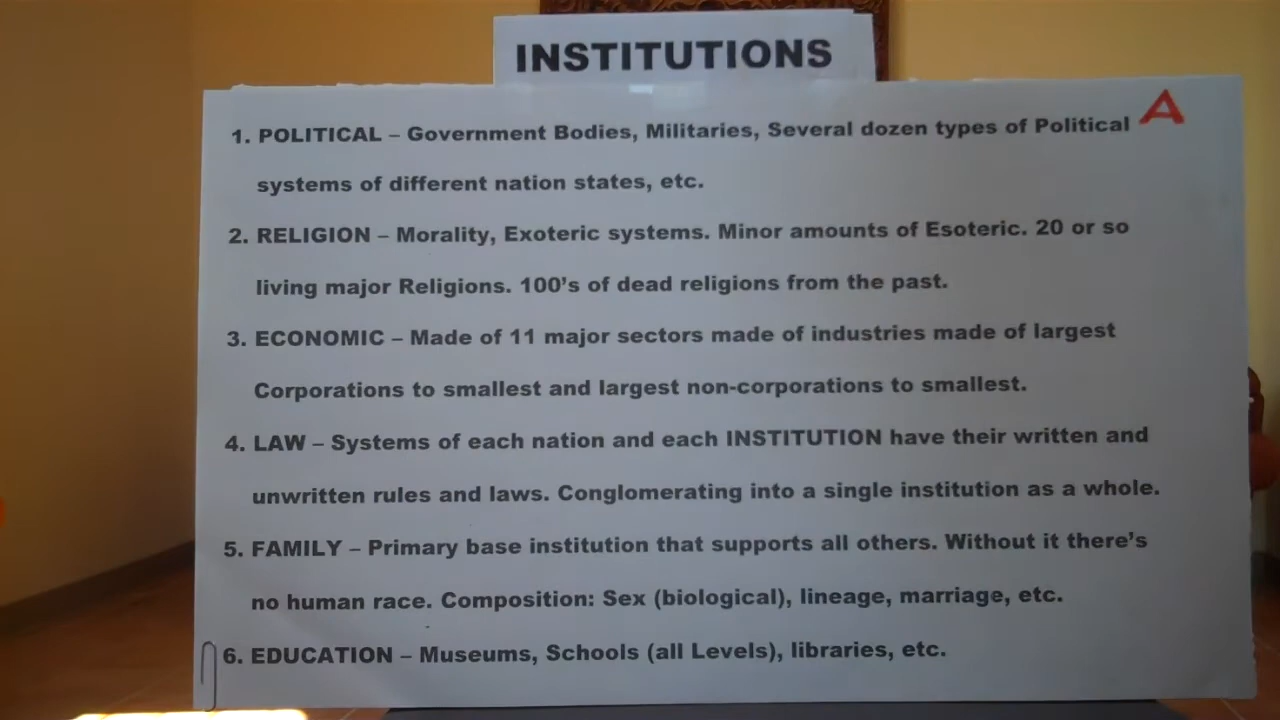 INSTITUTIONS
A
1. POLITICAL – Government Bodies, Militaries, Several dozen types of Political
systems of different nation states, etc.
2. RELIGION – Morality, Exoteric systems. Minor amounts of Esoteric. 20 or so
living major Religions. 100's of dead religions from the past.
3. ECONOMIC – Made of 11 major sectors made of industries made of largest
Corporations to smallest and largest non-corporations to smallest.
4. LAW – Systems of each nation and each INSTITUTION have their written and
unwritten rules and laws. Conglomerating into a single institution as a whole.
5. FAMILY – Primary base institution that supports all others. Without it there's
no human race. Composition: Sex (biological), lineage, marriage, etc.
6. EDUCATION – Museums, Schools (all Levels), libraries, etc.